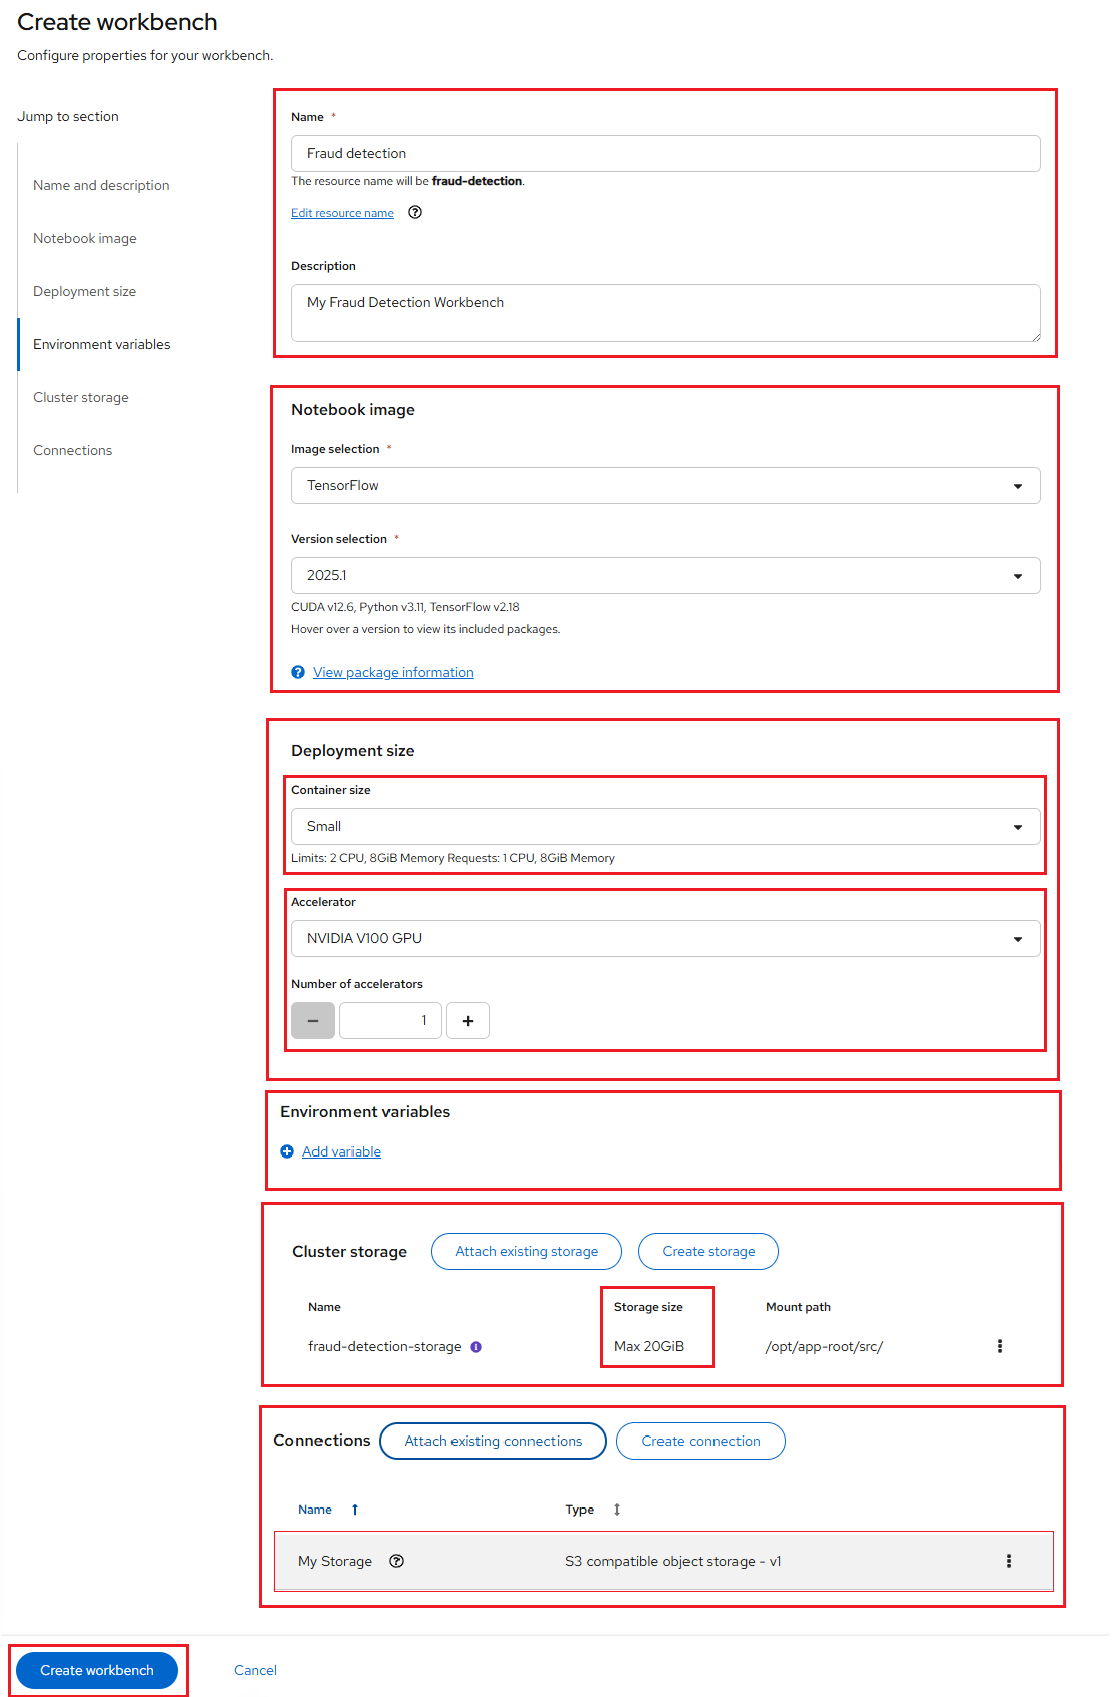 Create workbench
Configure properties for your workbench.
Jump to section
Name and description
Notebook image
Deployment size
Environment variables
Cluster storage
Connections
Name *
Fraud detection
The resource name will be fraud-detection.
Edit resource name
Description
My Fraud Detection Workbench
Notebook image
Image selection *
TensorFlow
Version selection *
2025.1
CUDA v12.6, Python v3.11, TensorFlow v2.18
Hover over a version to view its included packages.
View package information
Deployment size
Container size
Small
Limits: 2 CPU, 8GiB Memory Requests: 1 CPU, 8GiB Memory
Accelerator
NVIDIA V100 GPU
Number of accelerators
1
Environment variables
Add variable
Cluster storage Attach existing storage Create storage
Name Storage size Mount path
fraud-detection-storage Max 20GiB /opt/app-root/src/
Connections Attach existing connections Create connection
Name Type
My Storage S3 compatible object storage - v1
Create workbench Cancel